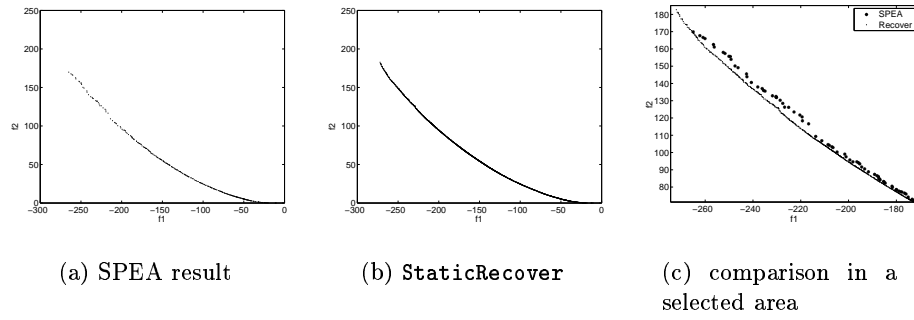 250
200
150
100
50
0
f2
−300 −250 −200 −150 −100 −50 0
f1
(a) SPEA result
250
200
150
100
50
0
f2
−300 −250 −200 −150 −100 −50 0
f1
(b) StaticRecover
180
170
160
150
140
130
120
110
100
90
80
f2
−260 −240 −220 −200 −180
f1
SPEA
Recover
(c) comparison in a
selected area